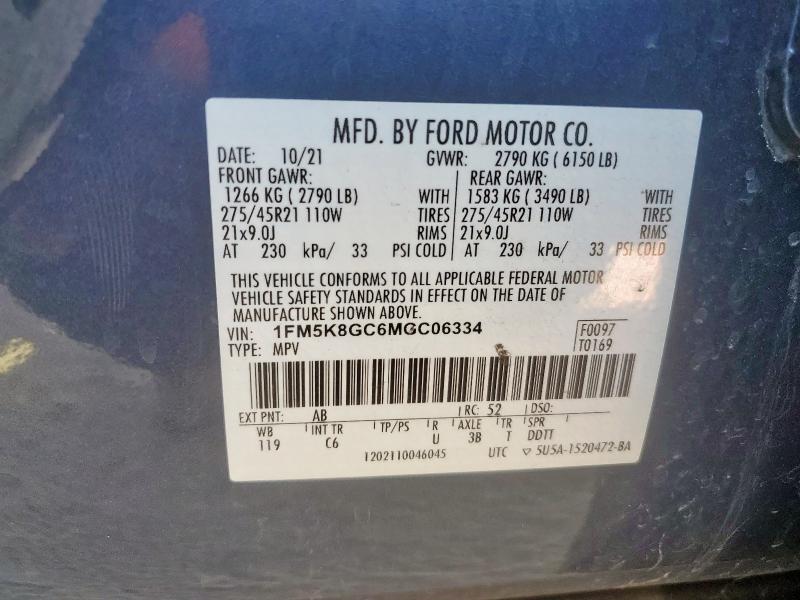 MFD. BY FORD MOTOR CO.
DATE: 10/21 GVWR: 2790 KG ( 6150 LB)
FRONT GAWR: REAR GAWR:
1266 KG ( 2790 LB) WITH 1583 KG ( 3490 LB) WITH
275/45R21 110W TIRES 275/45R21 110W TIRES
21x9.0J RIMS 21x9.0J RIMS
AT 230 kPa/ 33 PSI COLD AT 230 kPa/ 33 PSI COLD
THIS VEHICLE CONFORMS TO ALL APPLICABLE FEDERAL MOTOR
VEHICLE SAFETY STANDARDS IN EFFECT ON THE DATE OF
MANUFACTURE SHOWN ABOVE.
VIN: 1FM5K8GC6MGC06334 F0097
TYPE: MPV T0169
EXT PNT: AB RC: 52 DSO:
WB INT TR TP/PS R AXLE TR SPR
119 C6 U 3B T DDTT
1202110046045 UTC ▽ 5U5A-1520472-BA